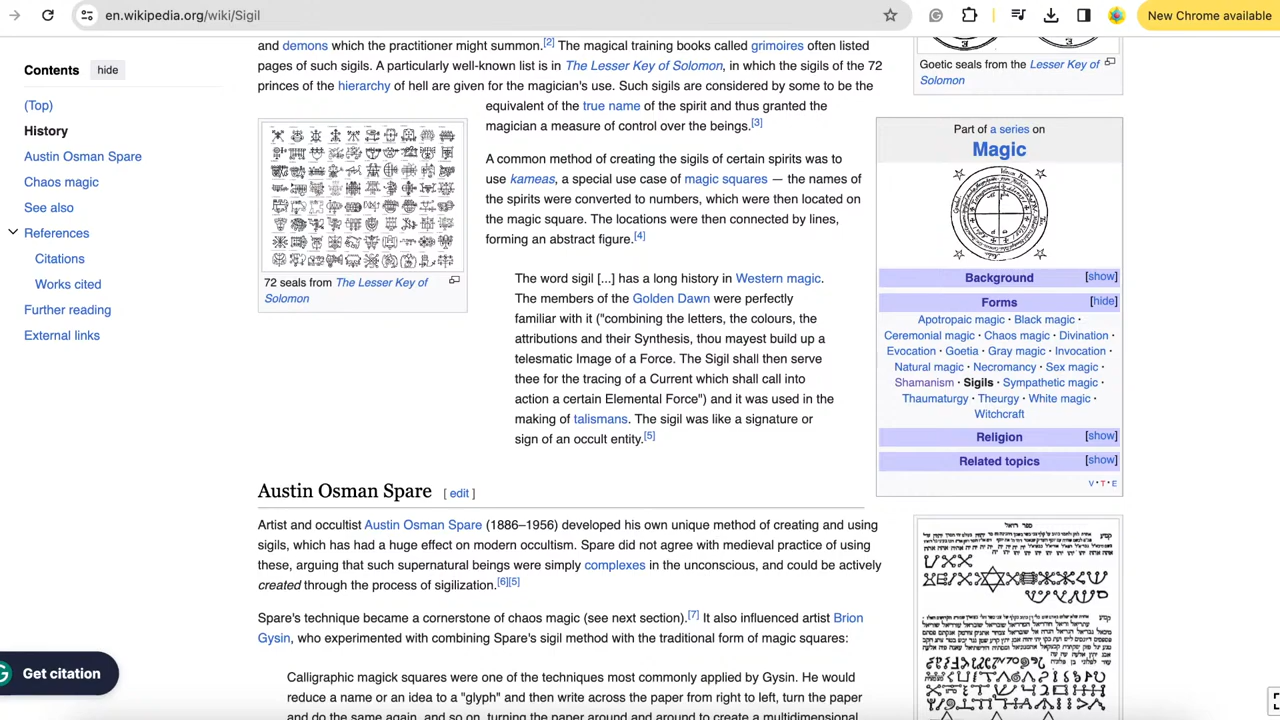 en.wikipedia.org/wiki/Sigil
New Chrome available
Contents
hide
(Top)
History
Austin Osman Spare
Chaos magic
See also
References
Citations
Works cited
Further reading
External links
Get citation
and demons which the practitioner might summon.[2] The magical training books called grimoires often listed
pages of such sigils. A particularly well-known list is in The Lesser Key of Solomon, in which the sigils of the 72
princes of the hierarchy of hell are given for the magician's use. Such sigils are considered by some to be the
equivalent of the true name of the spirit and thus granted the
magician a measure of control over the beings.[3]
72 seals from The Lesser Key of
Solomon
A common method of creating the sigils of certain spirits was to
use kameas, a special use case of magic squares — the names of
the spirits were converted to numbers, which were then located on
the magic square. The locations were then connected by lines,
forming an abstract figure.[4]
The word sigil [...] has a long history in Western magic.
The members of the Golden Dawn were perfectly
familiar with it ("combining the letters, the colours, the
attributions and their Synthesis, thou mayest build up a
telesmatic Image of a Force. The Sigil shall then serve
thee for the tracing of a Current which shall call into
action a certain Elemental Force") and it was used in the
making of talismans. The sigil was like a signature or
sign of an occult entity.[5]
Austin Osman Spare [ edit ]
Artist and occultist Austin Osman Spare (1886–1956) developed his own unique method of creating and using
sigils, which has had a huge effect on modern occultism. Spare did not agree with medieval practice of using
these, arguing that such supernatural beings were simply complexes in the unconscious, and could be actively
created through the process of sigilization.[6][5]
Spare's technique became a cornerstone of chaos magic (see next section).[7] It also influenced artist Brion
Gysin, who experimented with combining Spare's sigil method with the traditional form of magic squares:
Calligraphic magick squares were one of the techniques most commonly applied by Gysin. He would
reduce a name or an idea to a "glyph" and then write across the paper from right to left, turn the paper
and do the same again, and so on, turning the paper around and around to create a multidimensional
Goetic seals from the Lesser Key of
Solomon
Part of a series on
Magic
Background [show]
Forms [hide]
Apotropaic magic · Black magic ·
Ceremonial magic · Chaos magic · Divination ·
Evocation · Goetia · Gray magic · Invocation ·
Natural magic · Necromancy · Sex magic ·
Shamanism · Sigils · Sympathetic magic ·
Thaumaturgy · Theurgy · White magic ·
Witchcraft
Religion [show]
Related topics [show]
V · T · E